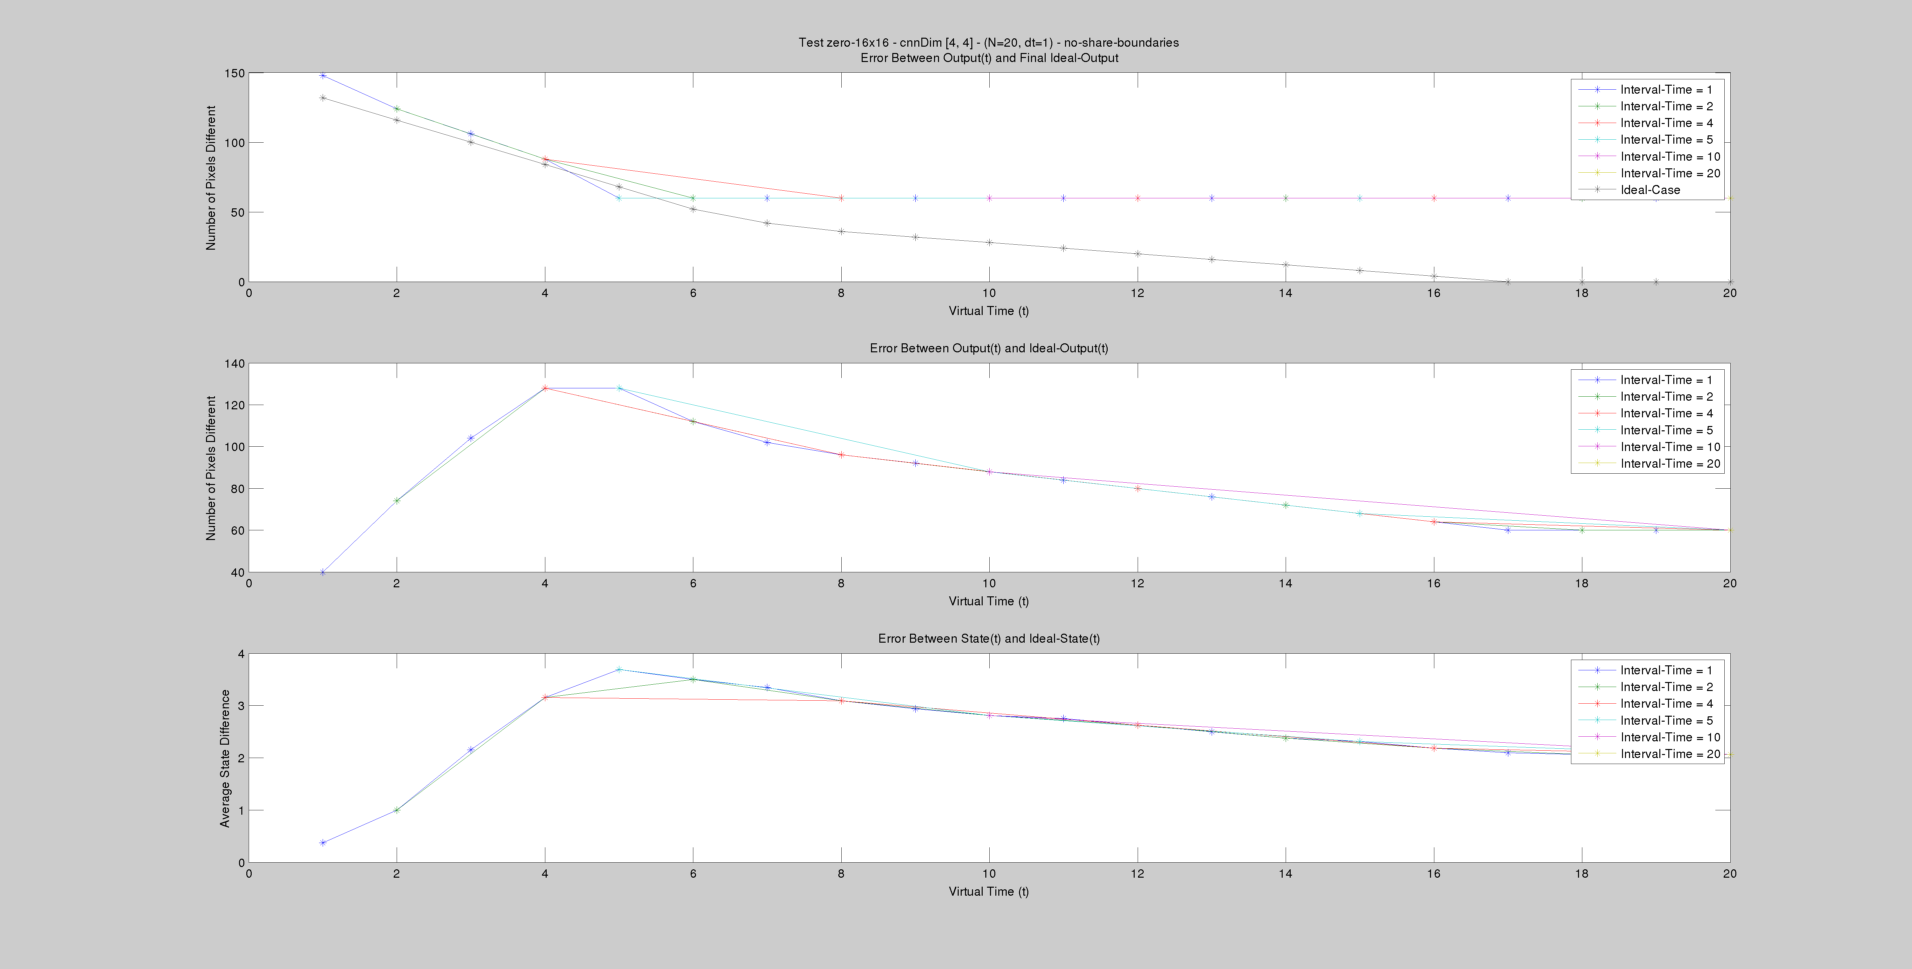 Test zero-16x16 - cnnDim [4, 4] - (N=20, dt=1) - no-share-boundaries
Error Between Output(t) and Final Ideal-Output
Number of Pixels Different
150
100
50
0
0 2 4 6 8 10 12 14 16 18 20
Virtual Time (t)
Interval-Time = 1
Interval-Time = 2
Interval-Time = 4
Interval-Time = 5
Interval-Time = 10
Interval-Time = 20
Ideal-Case
Error Between Output(t) and Ideal-Output(t)
Number of Pixels Different
140
120
100
80
60
40
0 2 4 6 8 10 12 14 16 18 20
Virtual Time (t)
Interval-Time = 1
Interval-Time = 2
Interval-Time = 4
Interval-Time = 5
Interval-Time = 10
Interval-Time = 20
Error Between State(t) and Ideal-State(t)
Average State Difference
4
3
2
1
0
0 2 4 6 8 10 12 14 16 18 20
Virtual Time (t)
Interval-Time = 1
Interval-Time = 2
Interval-Time = 4
Interval-Time = 5
Interval-Time = 10
Interval-Time = 20